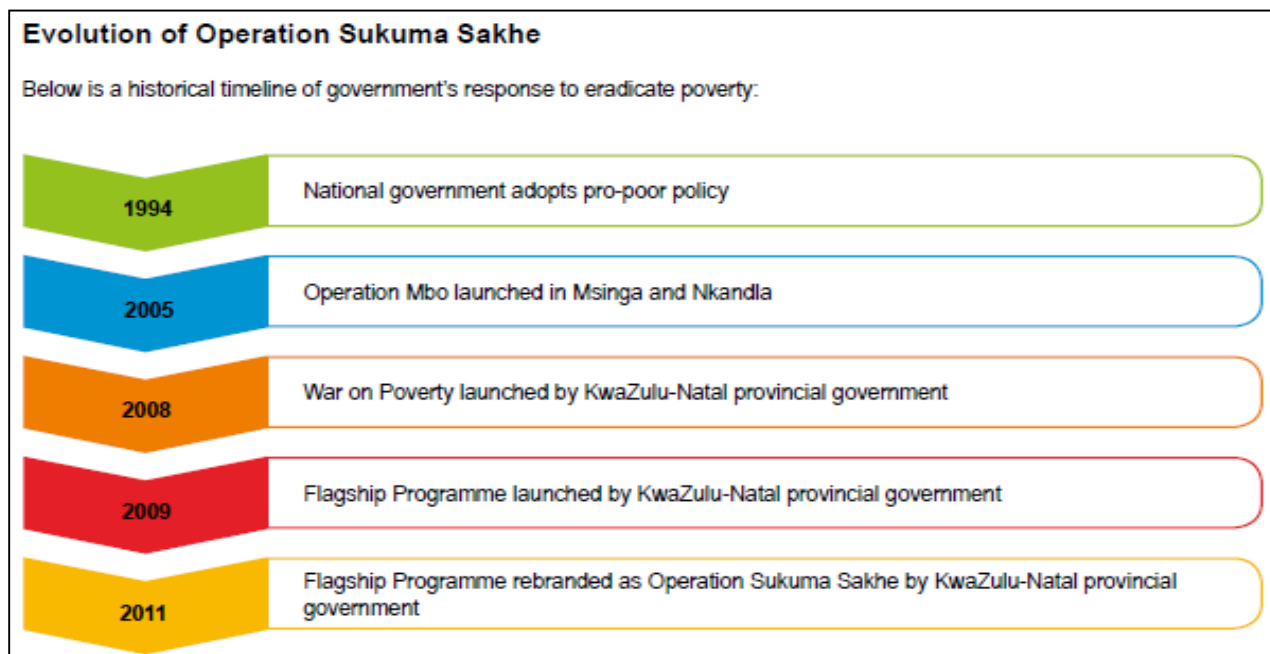 Evolution of Operation Sukuma Sakhe
Below is a historical timeline of government's response to eradicate poverty:
1994
National government adopts pro-poor policy
2005
Operation Mbo launched in Msinga and Nkandla
2008
War on Poverty launched by KwaZulu-Natal provincial government
2009
Flagship Programme launched by KwaZulu-Natal provincial government
2011
Flagship Programme rebranded as Operation Sukuma Sakhe by KwaZulu-Natal provincial
government